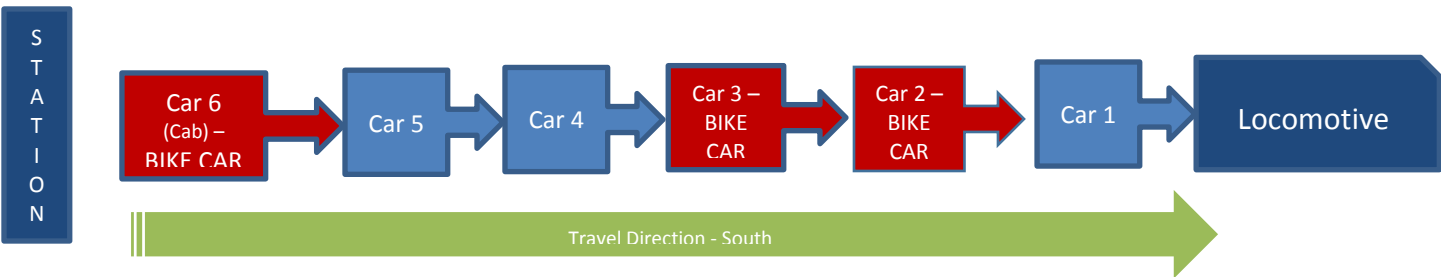 STATION
Car 6
(Cab) –
BIKE CAR
Car 5
Car 4
Car 3 –
BIKE
CAR
Car 2 –
BIKE
CAR
Car 1
Locomotive
Travel Direction - South